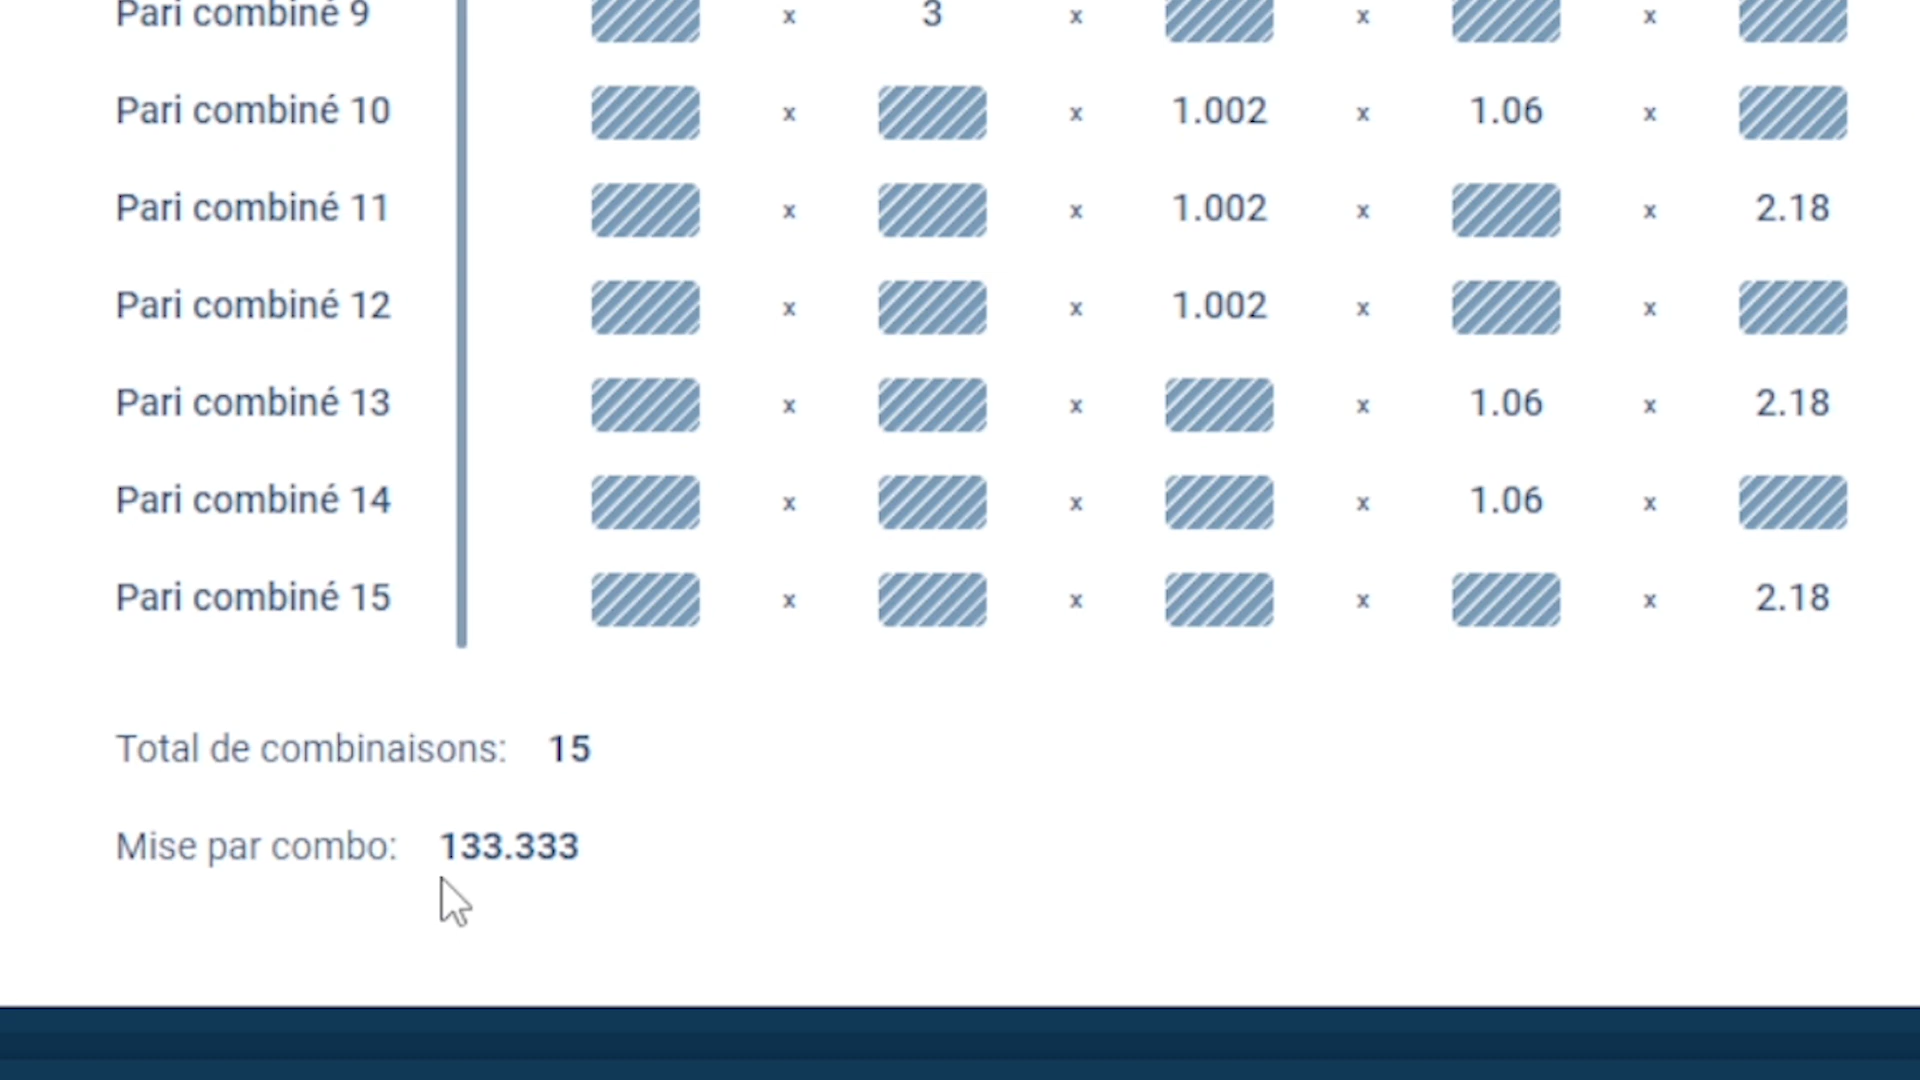 Pari combiné 9 x 3 x x x
Pari combiné 10 x x 1.002 x 1.06 x
Pari combiné 11 x x 1.002 x x 2.18
Pari combiné 12 x x 1.002 x x
Pari combiné 13 x x x 1.06 x 2.18
Pari combiné 14 x x x 1.06 x
Pari combiné 15 x x x x 2.18
Total de combinaisons: 15
Mise par combo: 133.333